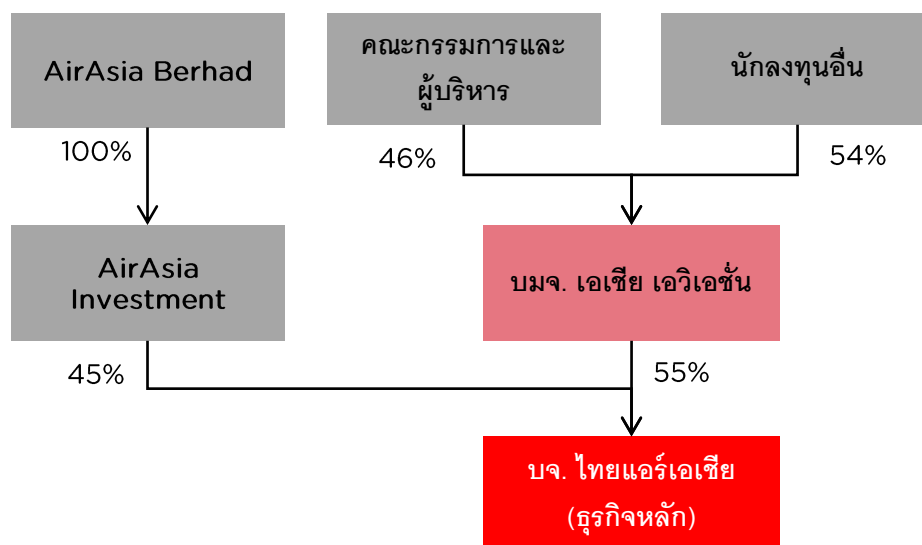 AirAsia Berhad
คณะกรรมการและ
ผู้บริหาร
นักลงทุนอื่น
100%
46%
54%
AirAsia
Investment
บมจ. เอเชีย เอวิเอชั่น
45%
55%
บจ. ไทยแอร์เอเชีย
(ธุรกิจหลัก)